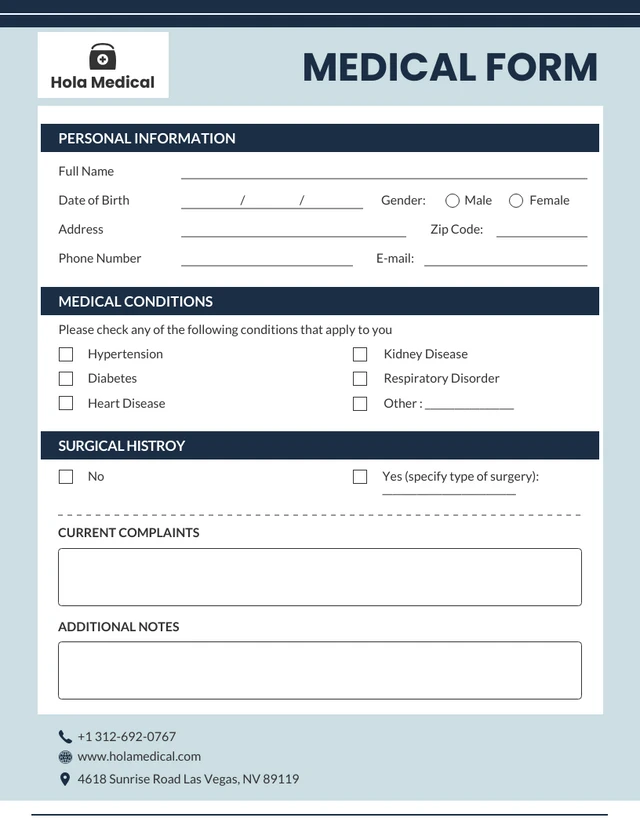 Hola Medical
MEDICAL FORM
PERSONAL INFORMATION
Full Name
Date of Birth / / Gender: Male Female
Address Zip Code:
Phone Number E-mail:
MEDICAL CONDITIONS
Please check any of the following conditions that apply to you
Hypertension Kidney Disease
Diabetes Respiratory Disorder
Heart Disease Other : _______________
SURGICAL HISTROY
No Yes (specify type of surgery):
CURRENT COMPLAINTS
ADDITIONAL NOTES
+1 312-692-0767
www.holamedical.com
4618 Sunrise Road Las Vegas, NV 89119